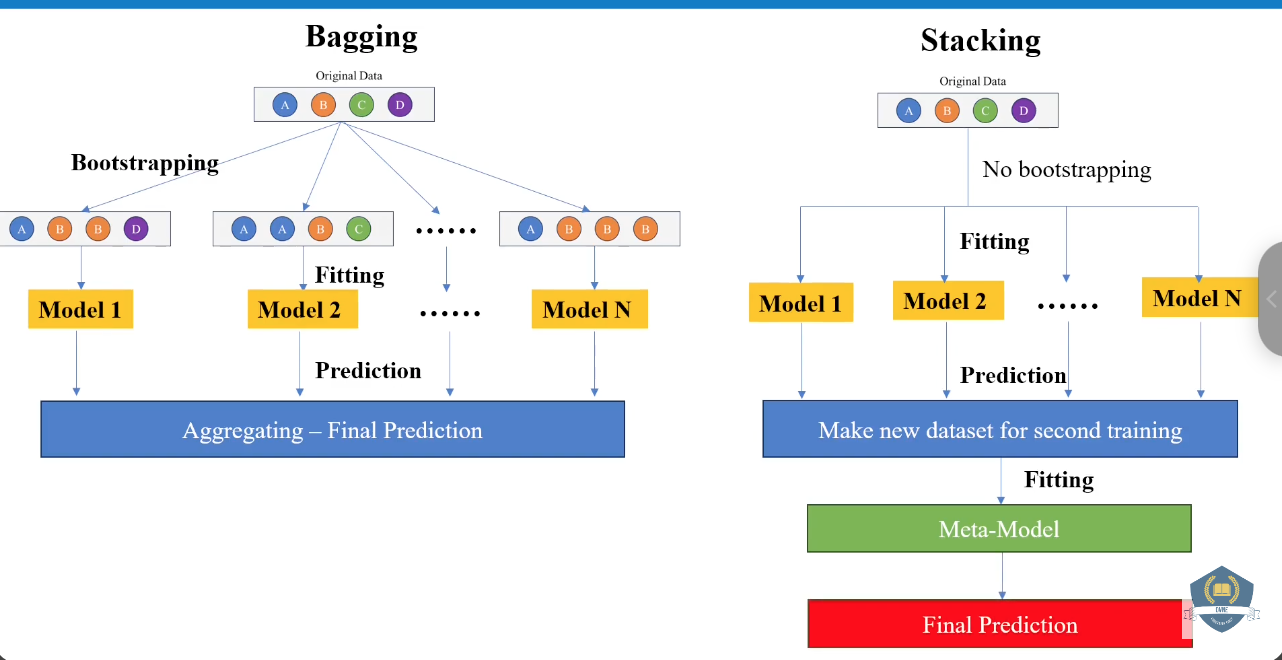 Bagging
Original Data
A B C D
Bootstrapping
A B B D
A A B C
......
A B B B
Fitting
Model 1
Model 2
......
Model N
Prediction
Aggregating – Final Prediction
Stacking
Original Data
A B C D
No bootstrapping
Fitting
Model 1
Model 2
......
Model N
Prediction
Make new dataset for second training
Fitting
Meta-Model
Final Prediction